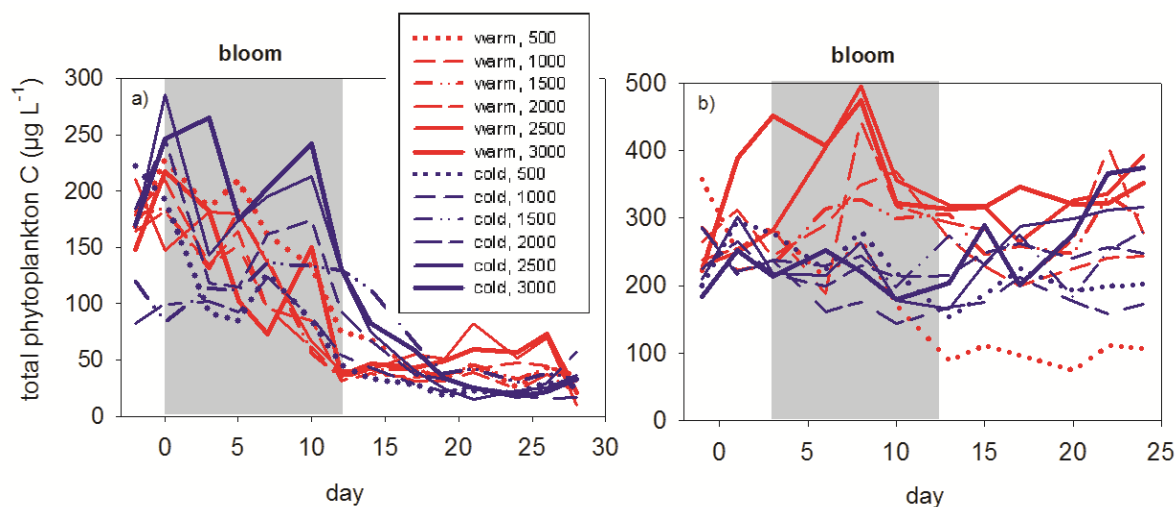 bloom
a)
300
250
200
150
100
50
0
0
5
10
15
20
25
30
total phytoplankton C (µg L-1)
day
warm, 500
warm, 1000
warm, 1500
warm, 2000
warm, 2500
warm, 3000
cold, 500
cold, 1000
cold, 1500
cold, 2000
cold, 2500
cold, 3000
bloom
b)
500
400
300
200
100
0
0
5
10
15
20
25
day